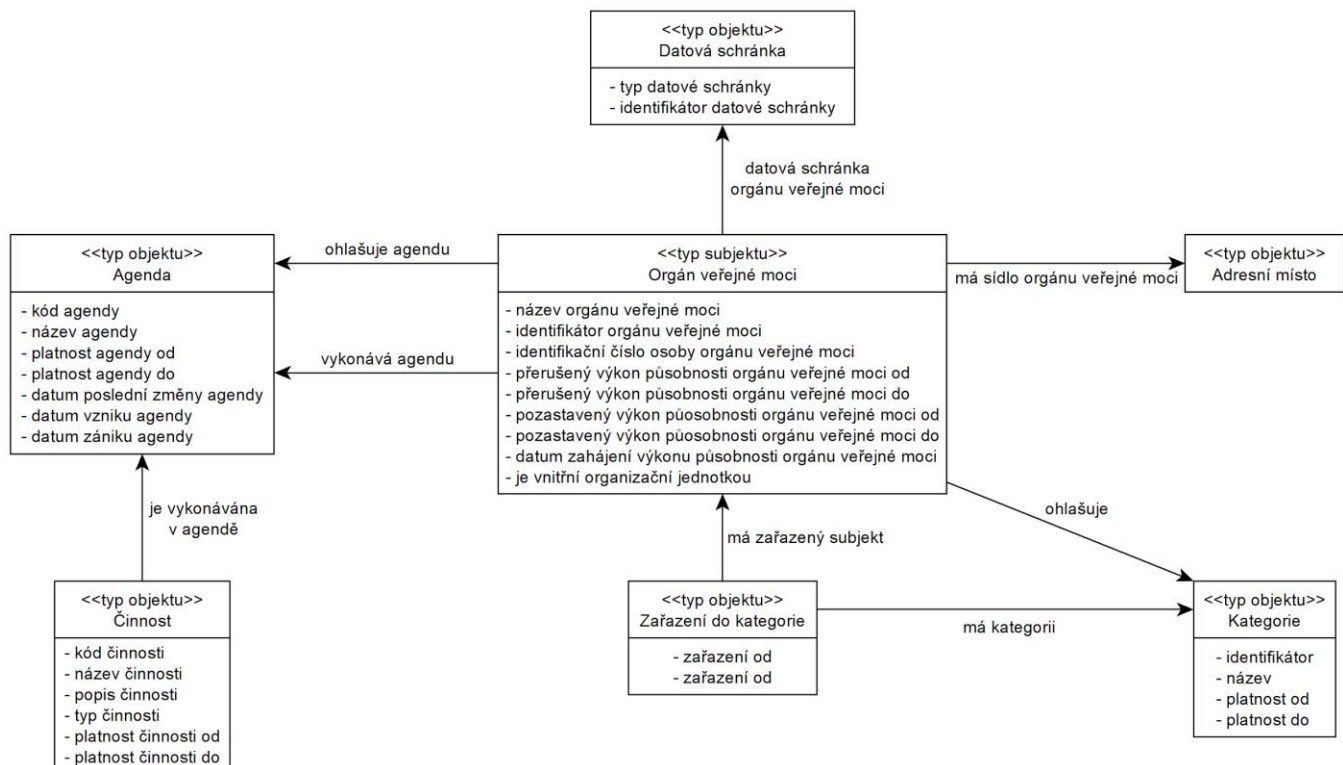 <<typ objektu>>
Datová schránka
- typ datové schránky
- identifikátor datové schránky
datová schránka
orgánu veřejné moci
<<typ objektu>>
Agenda
- kód agendy
- název agendy
- platnost agendy od
- platnost agendy do
- datum poslední změny agendy
- datum vzniku agendy
- datum zániku agendy
ohlašuje agendu
vykonává agendu
<<typ subjektu>>
Orgán veřejné moci
- název orgánu veřejné moci
- identifikátor orgánu veřejné moci
- identifikační číslo osoby orgánu veřejné moci
- přerušený výkon působnosti orgánu veřejné moci od
- přerušený výkon působnosti orgánu veřejné moci do
- pozastavený výkon půosobnosti orgánu veřejné moci od
- pozastavený výkon půosobnosti orgánu veřejné moci do
- datum zahájení výkonu působnosti orgánu veřejné moci
- je vnitřní organizační jednotkou
má sídlo orgánu veřejné moci
<<typ objektu>>
Adresní místo
je vykonávána
v agendě
má zařazený subjekt
ohlašuje
<<typ objektu>>
Činnost
- kód činnosti
- název činnosti
- popis činnosti
- typ činnosti
- platnost činnosti od
- platnost činnosti do
<<typ objektu>>
Zařazení do kategorie
- zařazení od
- zařazení od
má kategorii
<<typ objektu>>
Kategorie
- identifikátor
- název
- platnost od
- platnost do